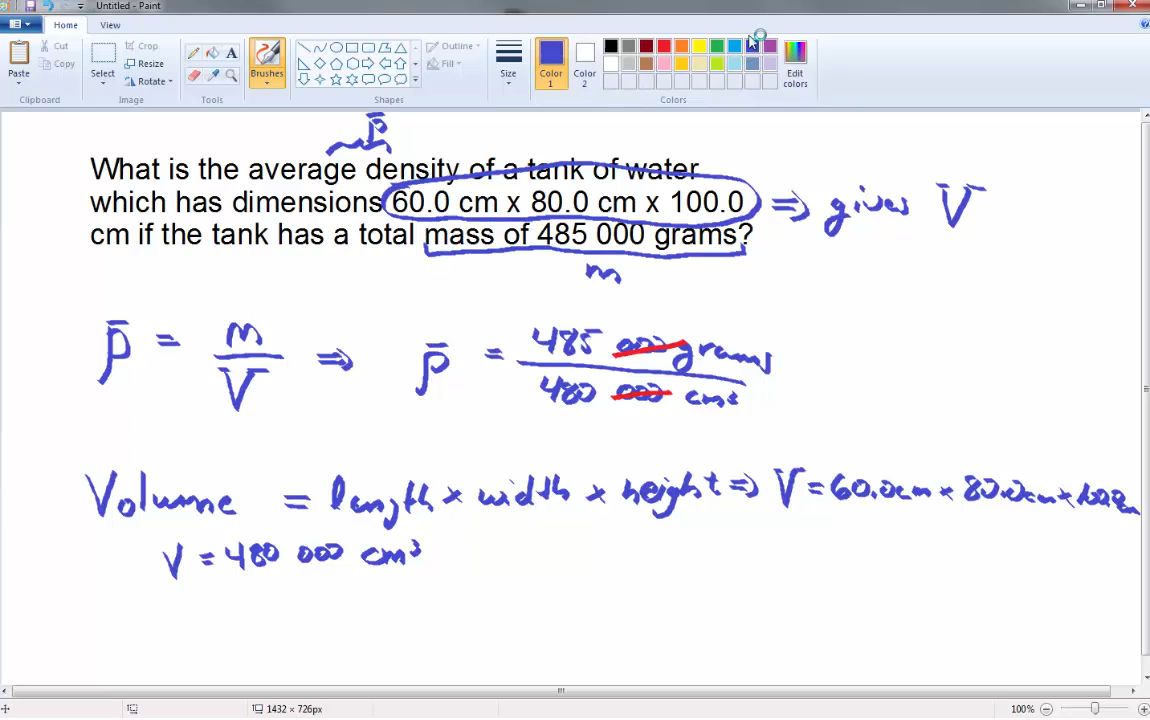 Untitled - Paint
Home View
Paste
Cut
Copy
Clipboard
Select
Crop
Resize
Rotate
Image
A
Tools
Brushes
Shapes
Outline
Fill
Size
Color 1
Color 2
Edit colors
Colors
ρ̄
What is the average density of a tank of water
which has dimensions 60.0 cm x 80.0 cm x 100.0 ⇒ gives V
cm if the tank has a total mass of 485 000 grams?
m
ρ̄ = m / V ⇒ ρ̄ = 485 000 grams / 480 000 cm³
Volume = length × width × height ⇒ V = 60.0cm × 80.0cm × 100.0cm
V = 480 000 cm³
1432 × 726px
100%